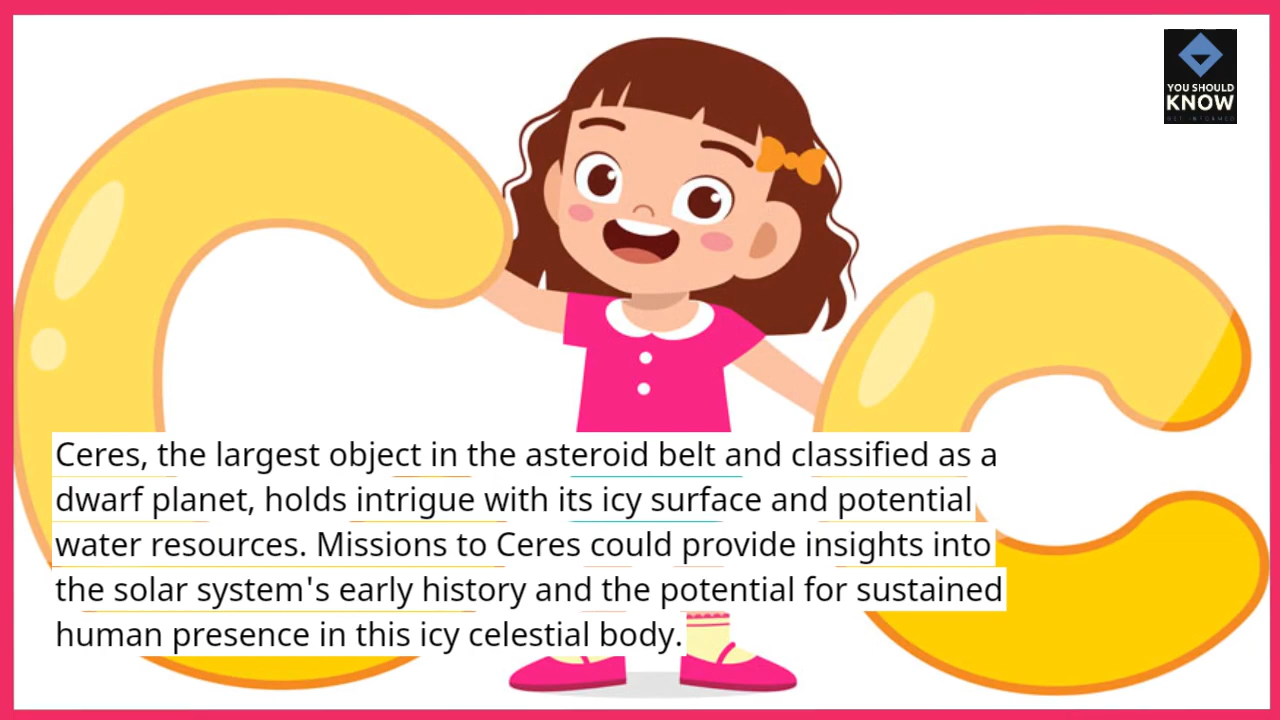 YOU SHOULD
KNOW
GET INFORMED
Ceres, the largest object in the asteroid belt and classified as a
dwarf planet, holds intrigue with its icy surface and potential
water resources. Missions to Ceres could provide insights into
the solar system's early history and the potential for sustained
human presence in this icy celestial body.